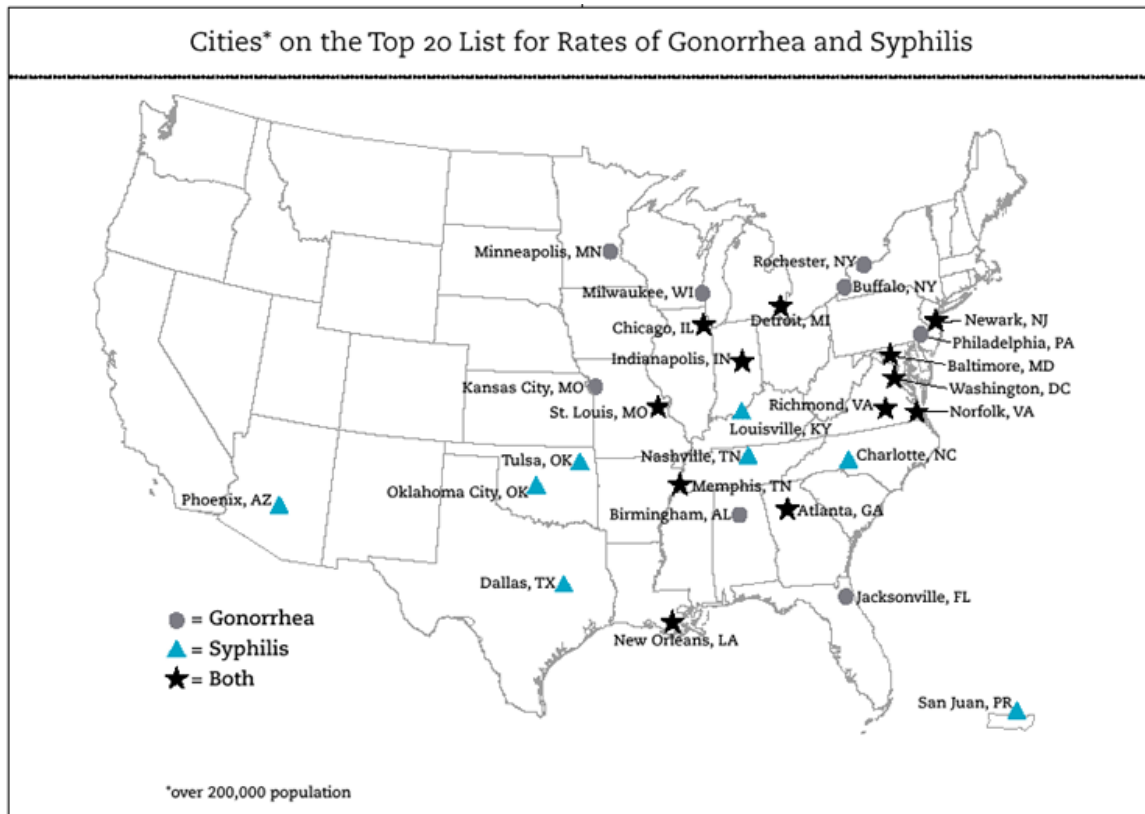 Cities* on the Top 20 List for Rates of Gonorrhea and Syphilis
Minneapolis, MN
Rochester, NY
Buffalo, NY
Milwaukee, WI
Detroit, MI
Newark, NJ
Chicago, IL
Philadelphia, PA
Indianapolis, IN
Baltimore, MD
Kansas City, MO
Washington, DC
St. Louis, MO
Richmond, VA
Norfolk, VA
Louisville, KY
Tulsa, OK
Nashville, TN
Charlotte, NC
Oklahoma City, OK
Memphis, TN
Phoenix, AZ
Birmingham, AL
Atlanta, GA
Dallas, TX
Jacksonville, FL
= Gonorrhea
New Orleans, LA
= Syphilis
= Both
San Juan, PR
*over 200,000 population